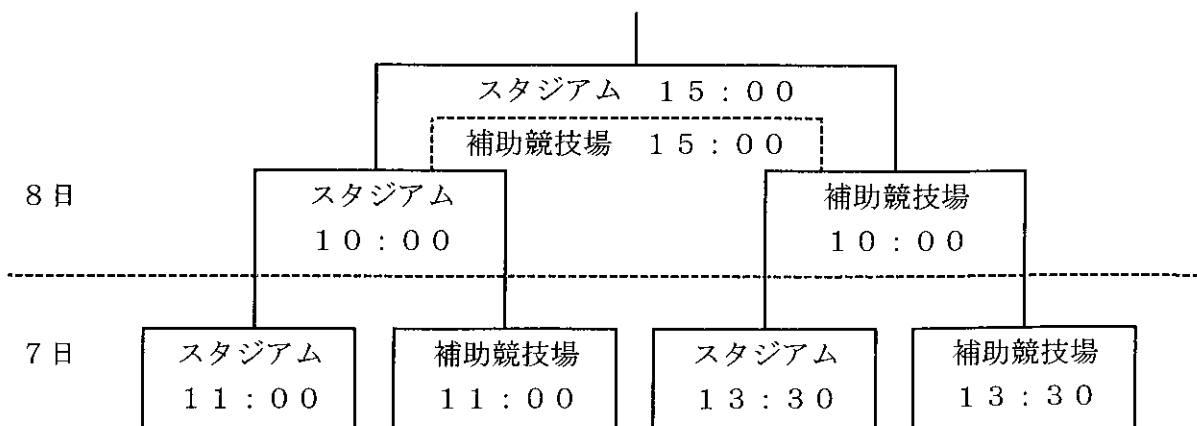 スタジアム 15:00
補助競技場 15:00
8日
スタジアム
10:00
補助競技場
10:00
7日
スタジアム
11:00
補助競技場
11:00
スタジアム
13:30
補助競技場
13:30